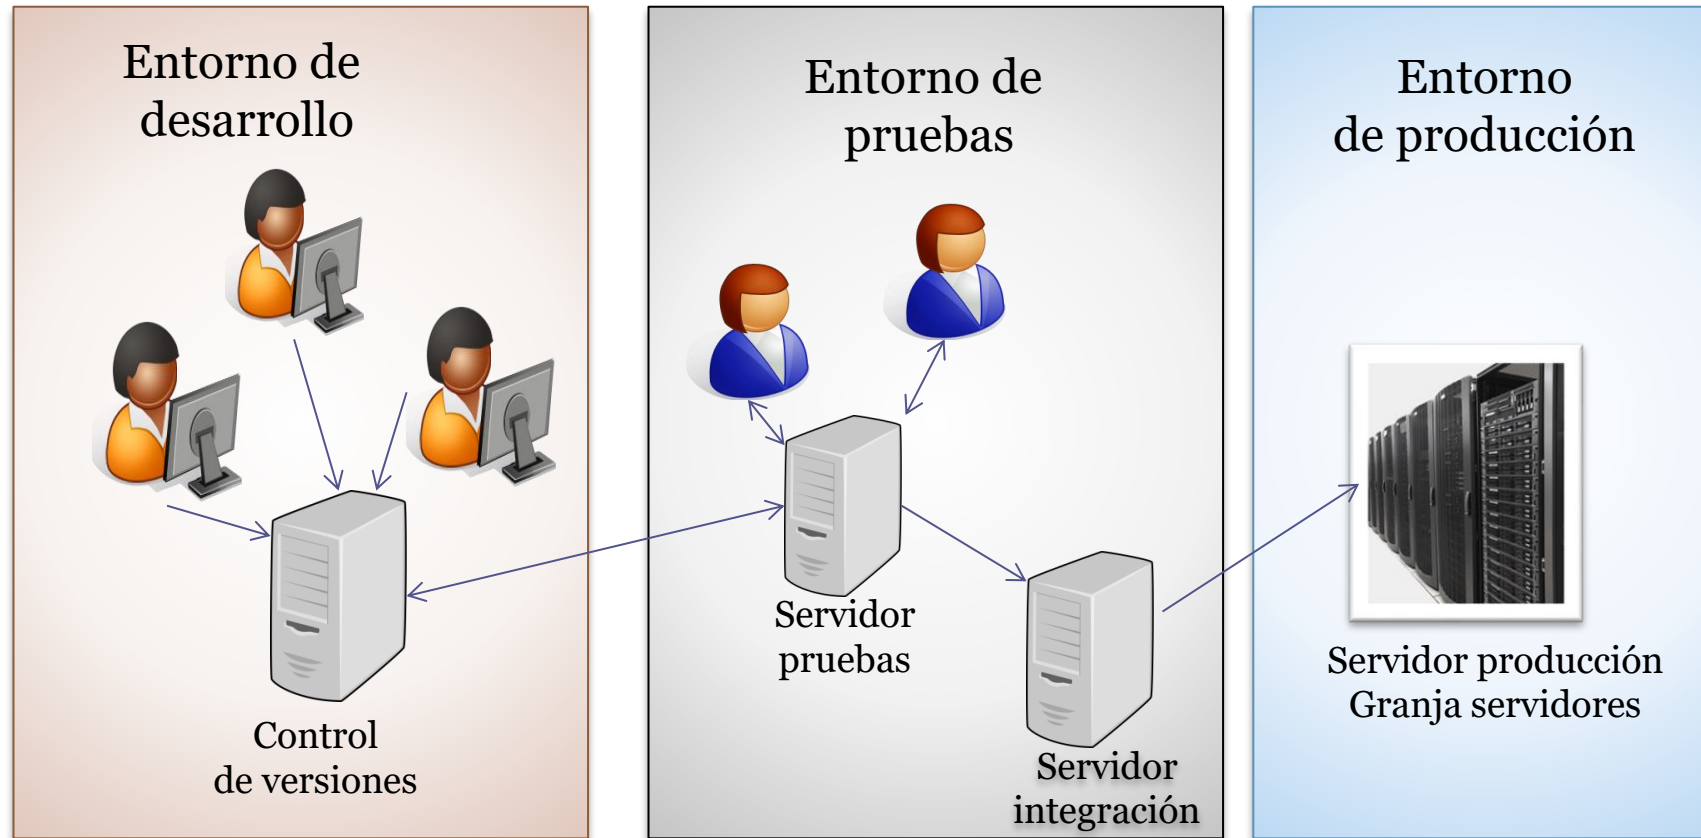 Entorno de
desarrollo
Control
de versiones
Entorno de
pruebas
Servidor
pruebas
Servidor
integración
Entorno
de producción
Servidor producción
Granja servidores